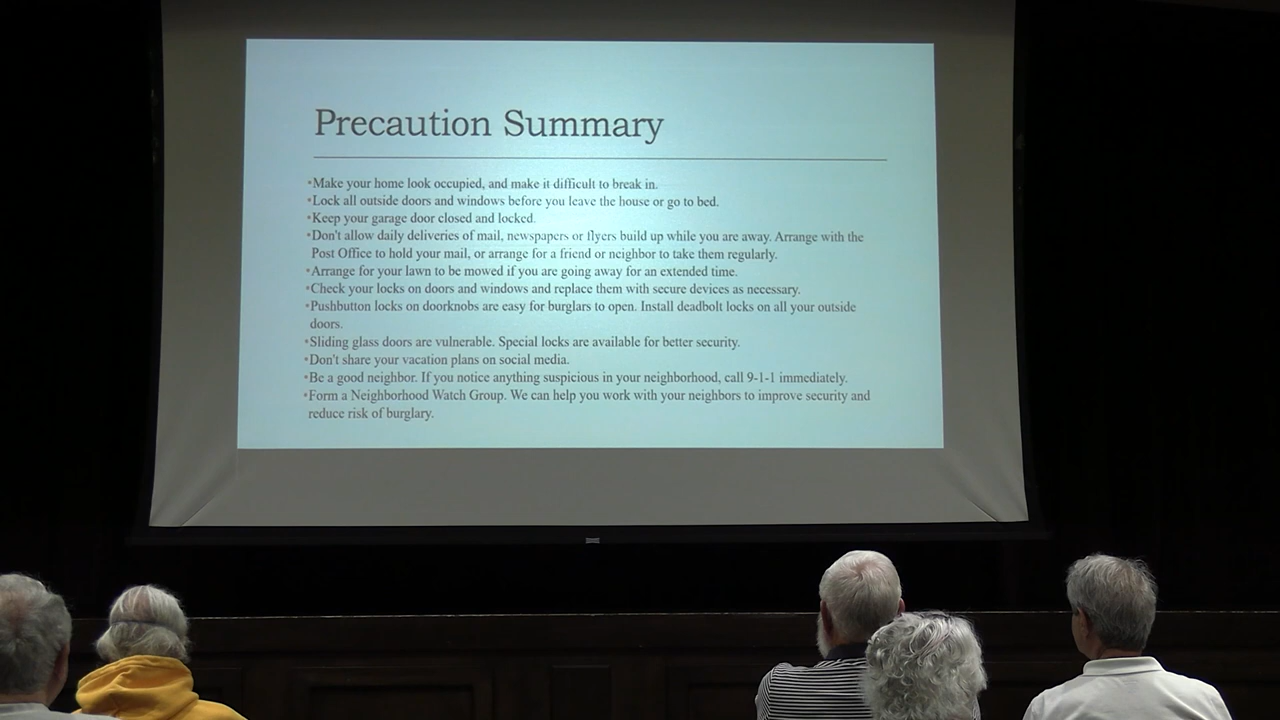 Precaution Summary
•Make your home look occupied, and make it difficult to break in.
•Lock all outside doors and windows before you leave the house or go to bed.
•Keep your garage door closed and locked.
•Don't allow daily deliveries of mail, newspapers or flyers build up while you are away. Arrange with the
Post Office to hold your mail, or arrange for a friend or neighbor to take them regularly.
•Arrange for your lawn to be mowed if you are going away for an extended time.
•Check your locks on doors and windows and replace them with secure devices as necessary.
•Pushbutton locks on doorknobs are easy for burglars to open. Install deadbolt locks on all your outside
doors.
•Sliding glass doors are vulnerable. Special locks are available for better security.
•Don't share your vacation plans on social media.
•Be a good neighbor. If you notice anything suspicious in your neighborhood, call 9-1-1 immediately.
•Form a Neighborhood Watch Group. We can help you work with your neighbors to improve security and
reduce risk of burglary.